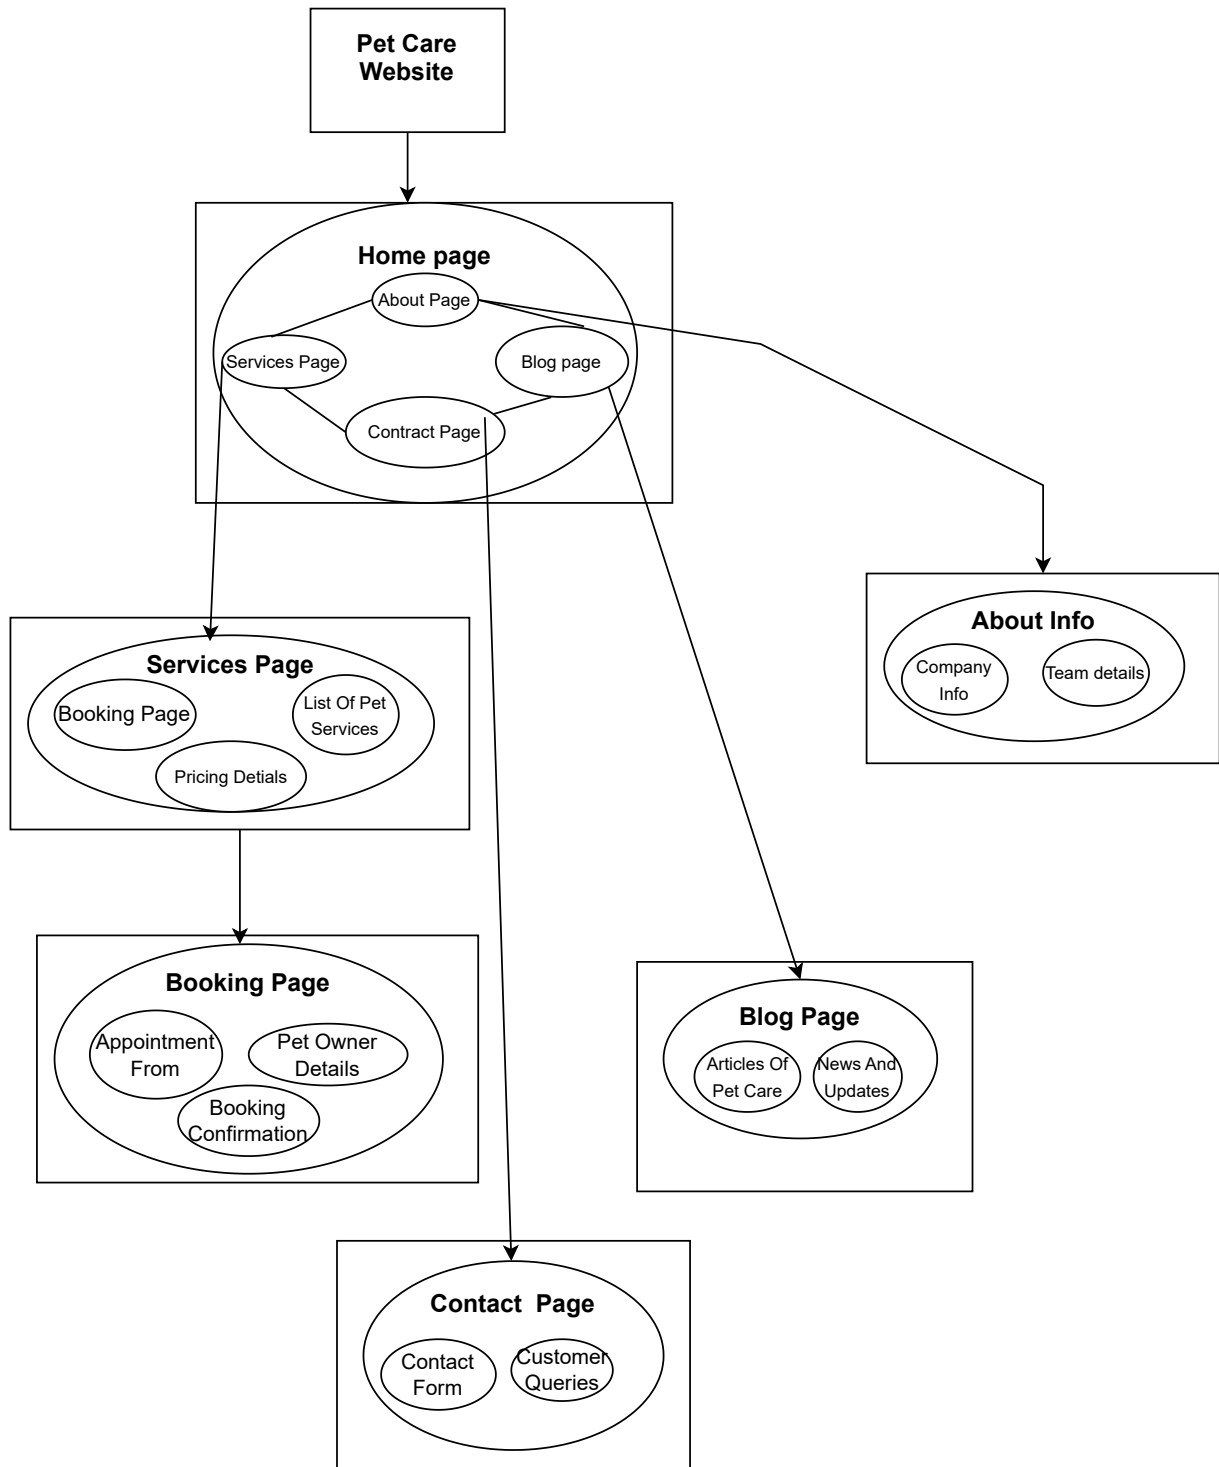 Pet Care
Website
Home page
About Page
Services Page
Blog page
Contract Page
About Info
Company
Info
Team details
Services Page
Booking Page
List Of Pet
Services
Pricing Detials
Booking Page
Appointment
From
Pet Owner
Details
Booking
Confirmation
Blog Page
Articles Of
Pet Care
News And
Updates
Contact  Page
Contact
Form
Customer
Queries